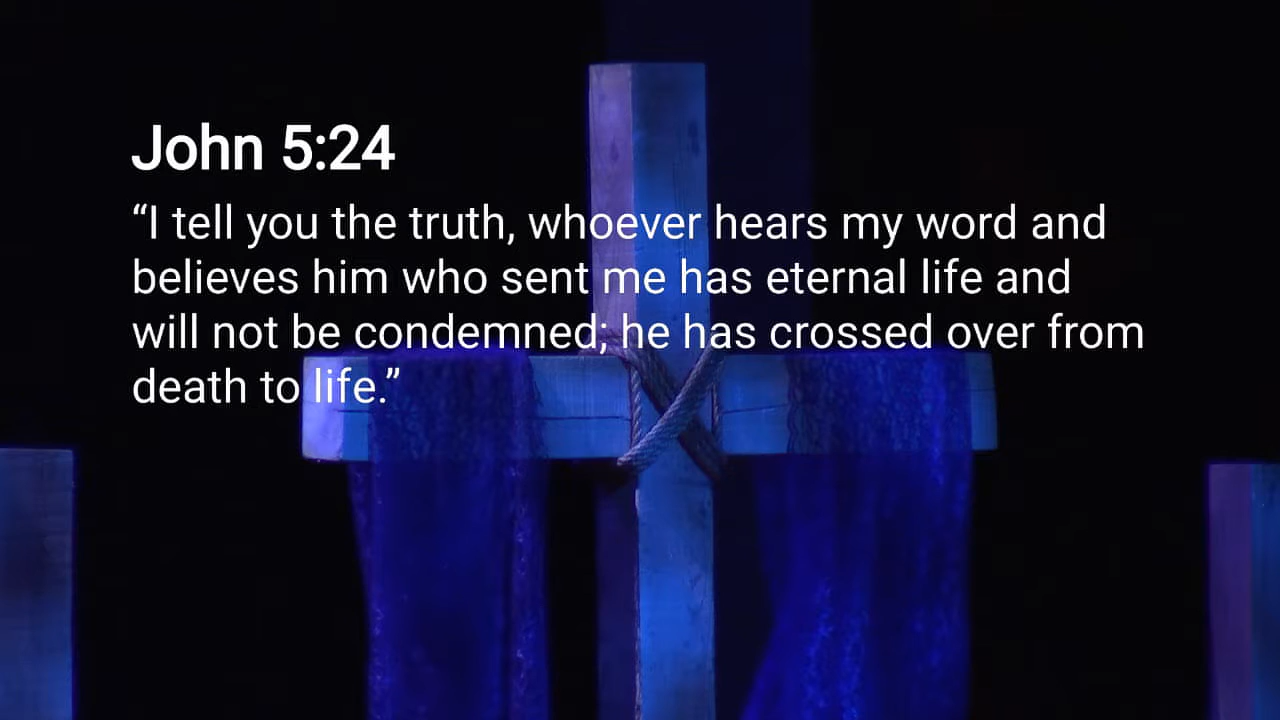 John 5:24
“I tell you the truth, whoever hears my word and
believes him who sent me has eternal life and
will not be condemned; he has crossed over from
death to life.”